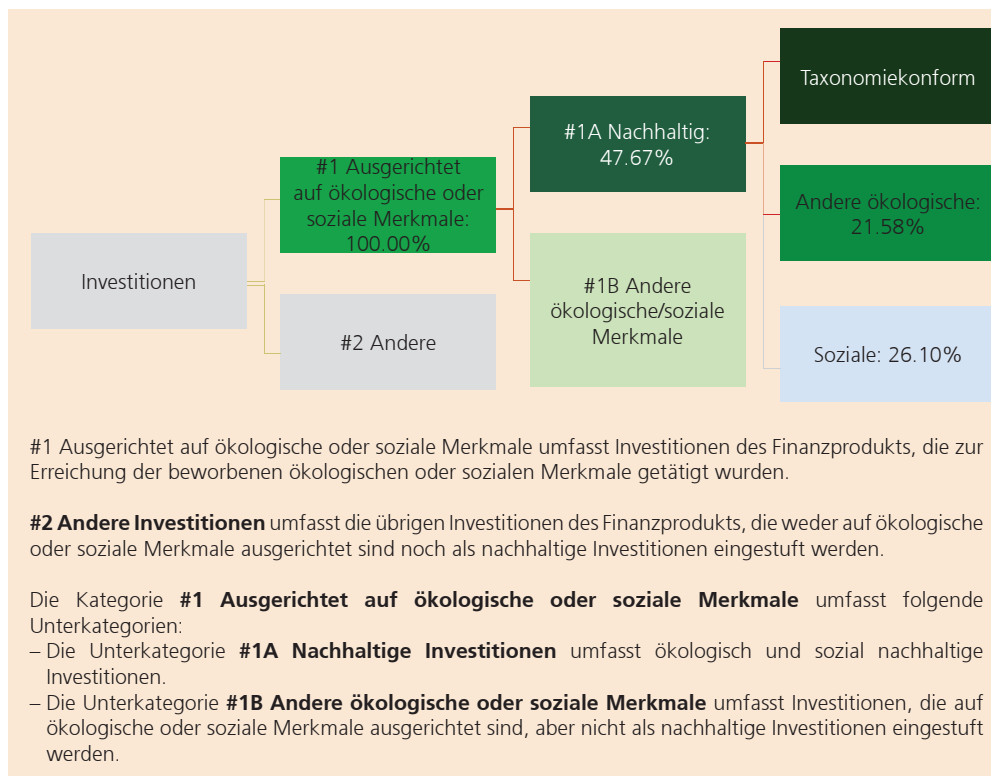 Taxonomiekonform
#1A Nachhaltig:
47.67%
#1 Ausgerichtet
auf ökologische oder
soziale Merkmale:
100.00%
Andere ökologische:
21.58%
Investitionen
#1B Andere
ökologische/soziale
Merkmale
#2 Andere
Soziale: 26.10%
#1 Ausgerichtet auf ökologische oder soziale Merkmale umfasst Investitionen des Finanzprodukts, die zur
Erreichung der beworbenen ökologischen oder sozialen Merkmale getätigt wurden.
#2 Andere Investitionen umfasst die übrigen Investitionen des Finanzprodukts, die weder auf ökologische
oder soziale Merkmale ausgerichtet sind noch als nachhaltige Investitionen eingestuft werden.
Die Kategorie #1 Ausgerichtet auf ökologische oder soziale Merkmale umfasst folgende
Unterkategorien:
– Die Unterkategorie #1A Nachhaltige Investitionen umfasst ökologisch und sozial nachhaltige
Investitionen.
– Die Unterkategorie #1B Andere ökologische oder soziale Merkmale umfasst Investitionen, die auf
ökologische oder soziale Merkmale ausgerichtet sind, aber nicht als nachhaltige Investitionen eingestuft
werden.